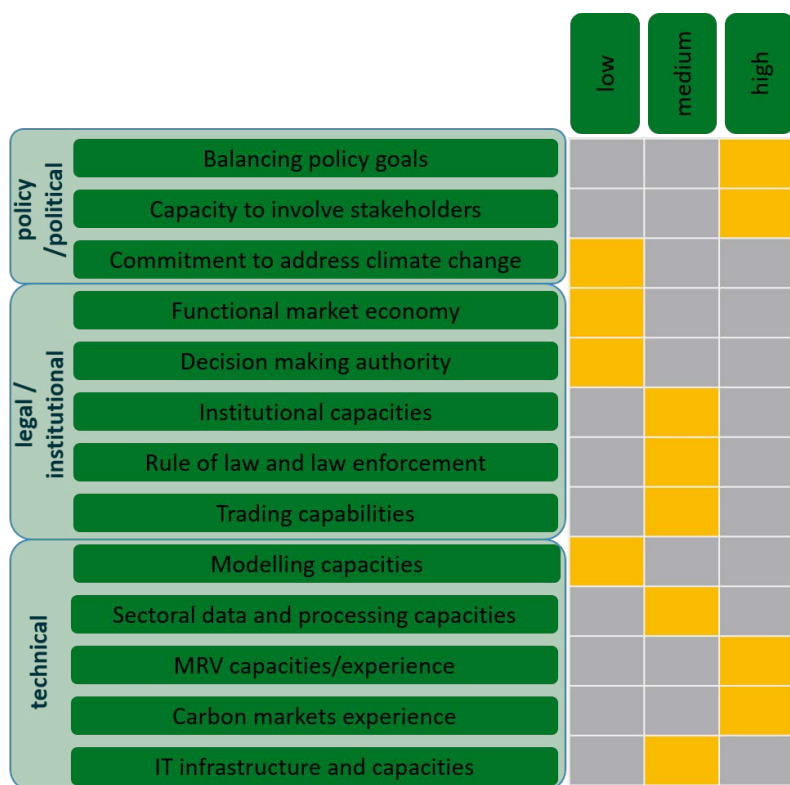 low
medium
high
policy
/political
Balancing policy goals
Capacity to involve stakeholders
Commitment to address climate change
legal /
institutional
Functional market economy
Decision making authority
Institutional capacities
Rule of law and law enforcement
Trading capabilities
technical
Modelling capacities
Sectoral data and processing capacities
MRV capacities/experience
Carbon markets experience
IT infrastructure and capacities